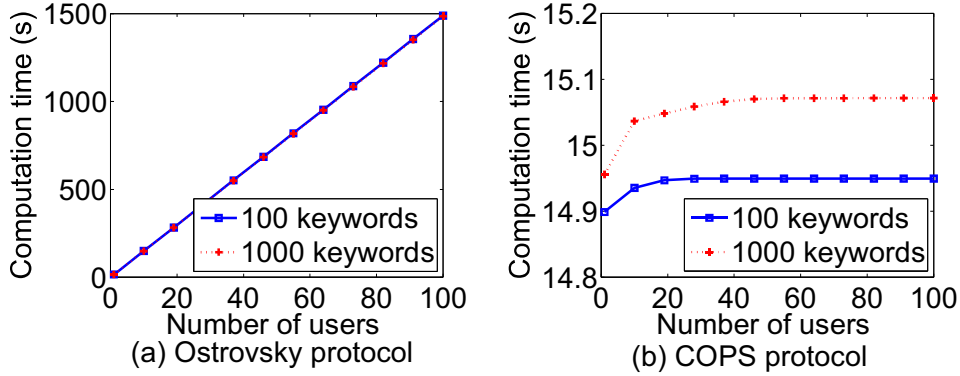 1500
1000
500
0
Computation time (s)
100 keywords
1000 keywords
0 20 40 60 80 100
Number of users
(a) Ostrovsky protocol
15.2
15.1
15
14.9
14.8
Computation time (s)
100 keywords
1000 keywords
0 20 40 60 80 100
Number of users
(b) COPS protocol